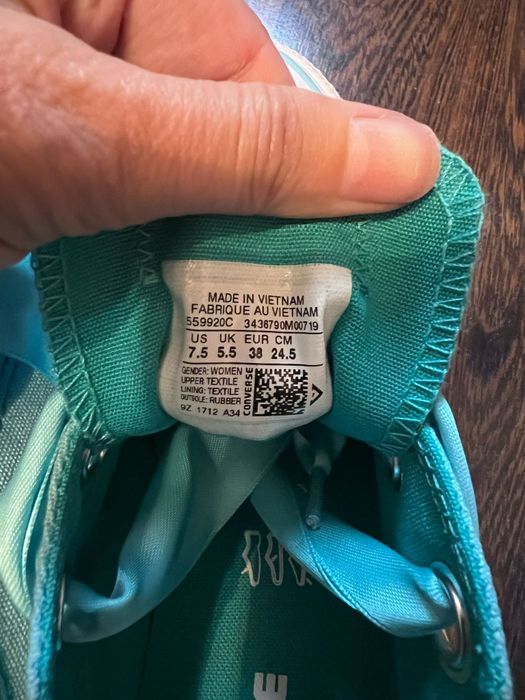 MADE IN VIETNAM
FABRIQUE AU VIETNAM
559920C 3436790M00719
US UK EUR CM
7.5 5.5 38 24.5
GENDER: WOMEN
UPPER TEXTILE
LINING: TEXTILE
OUTSOLE: RUBBER
9Z 1712 A34
CONVERSE
E